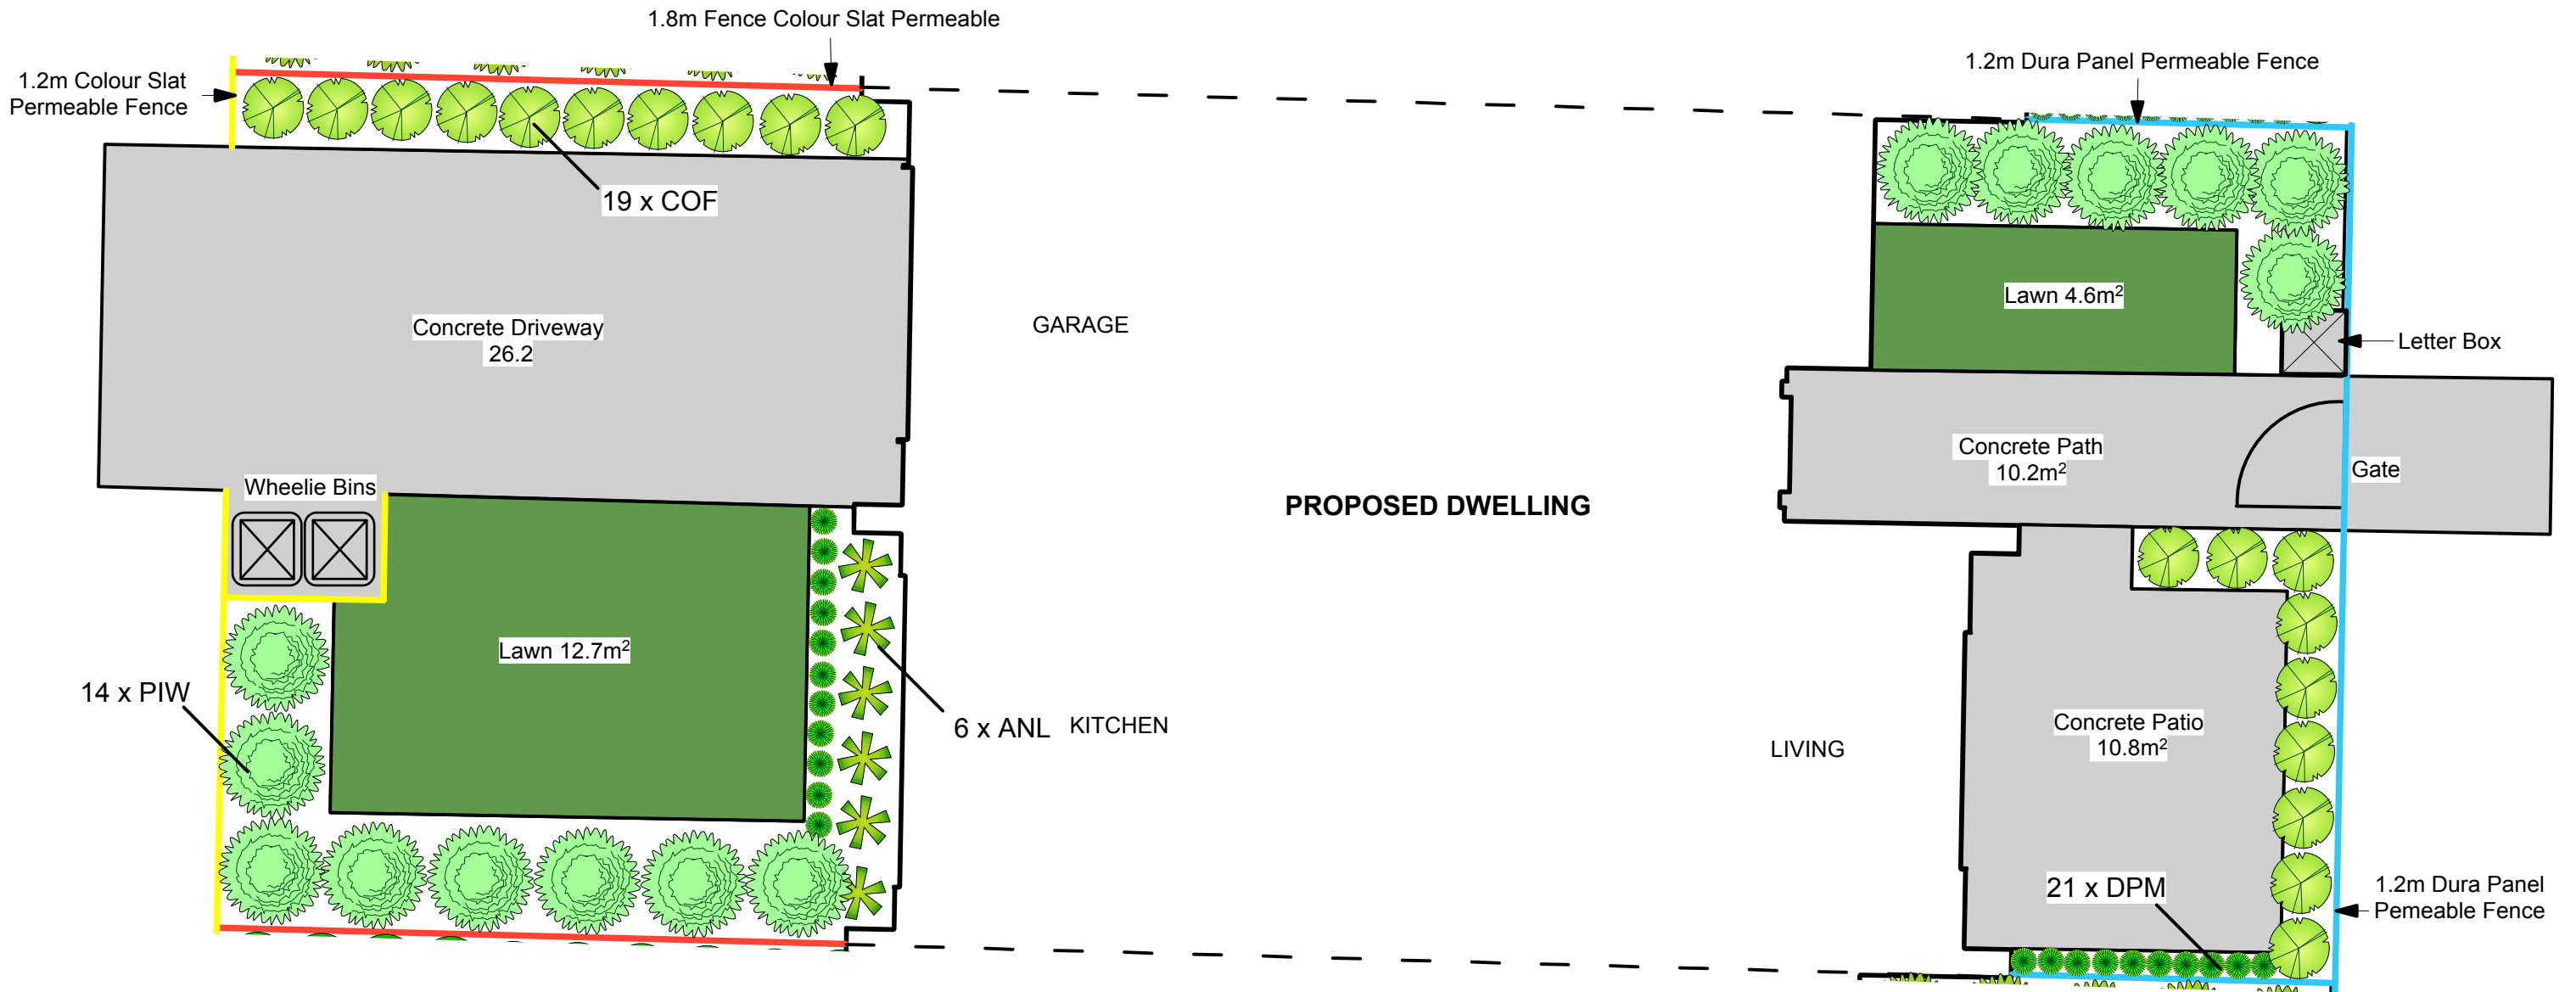 1.8m Fence Colour Slat Permeable
1.2m Colour Slat
Permeable Fence
1.2m Dura Panel Permeable Fence
19 x COF
Concrete Driveway
26.2
GARAGE
Lawn 4.6m²
Letter Box
Concrete Path
10.2m²
Gate
Wheelie Bins
PROPOSED DWELLING
Lawn 12.7m²
14 x PIW
6 x ANL
KITCHEN
LIVING
Concrete Patio
10.8m²
21 x DPM
1.2m Dura Panel
Pemeable Fence